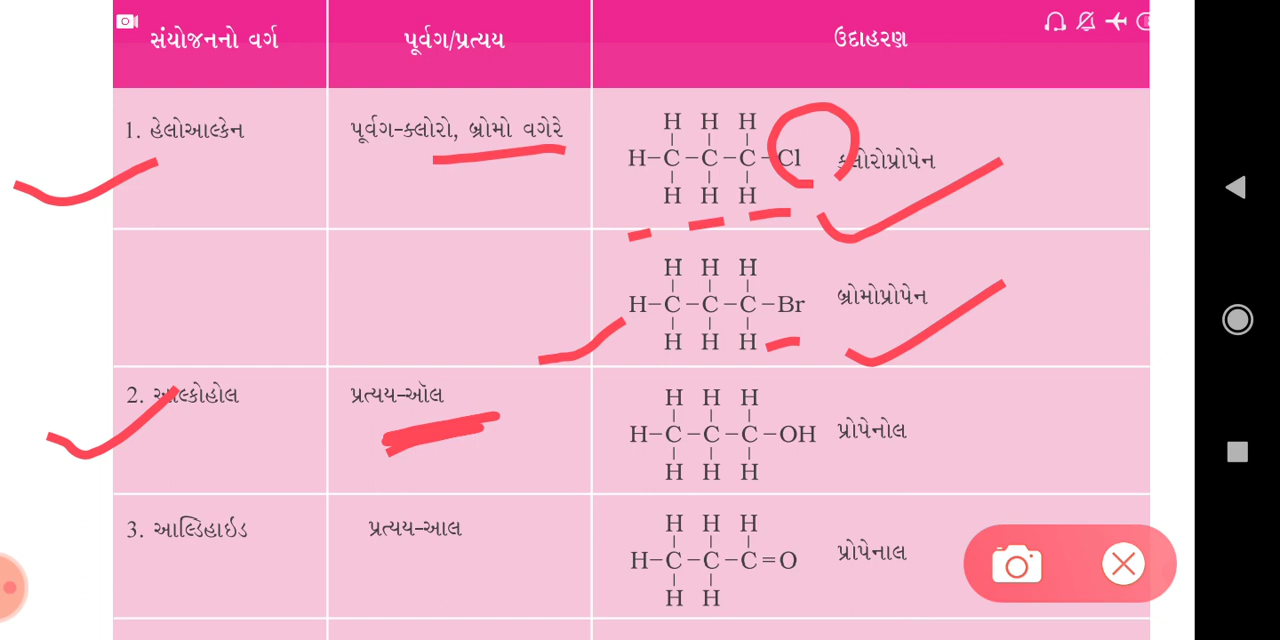 સંયોજનનો વર્ગ પૂર્વગ/પ્રત્યય ઉદાહરણ
1. હેલોઆલ્કેન પૂર્વગ-ક્લોરો, બ્રોમો વગેરે
H H H
H-C-C-C-Cl ક્લોરોપ્રોપેન
H H H
H H H
H-C-C-C-Br બ્રોમોપ્રોપેન
H H H
2. આલ્કોહોલ પ્રત્યય-ઑલ
H H H
H-C-C-C-OH પ્રોપેનોલ
H H H
3. આલ્ડિહાઇડ પ્રત્યય-આલ
H H H
H-C-C-C=O પ્રોપેનાલ
H H